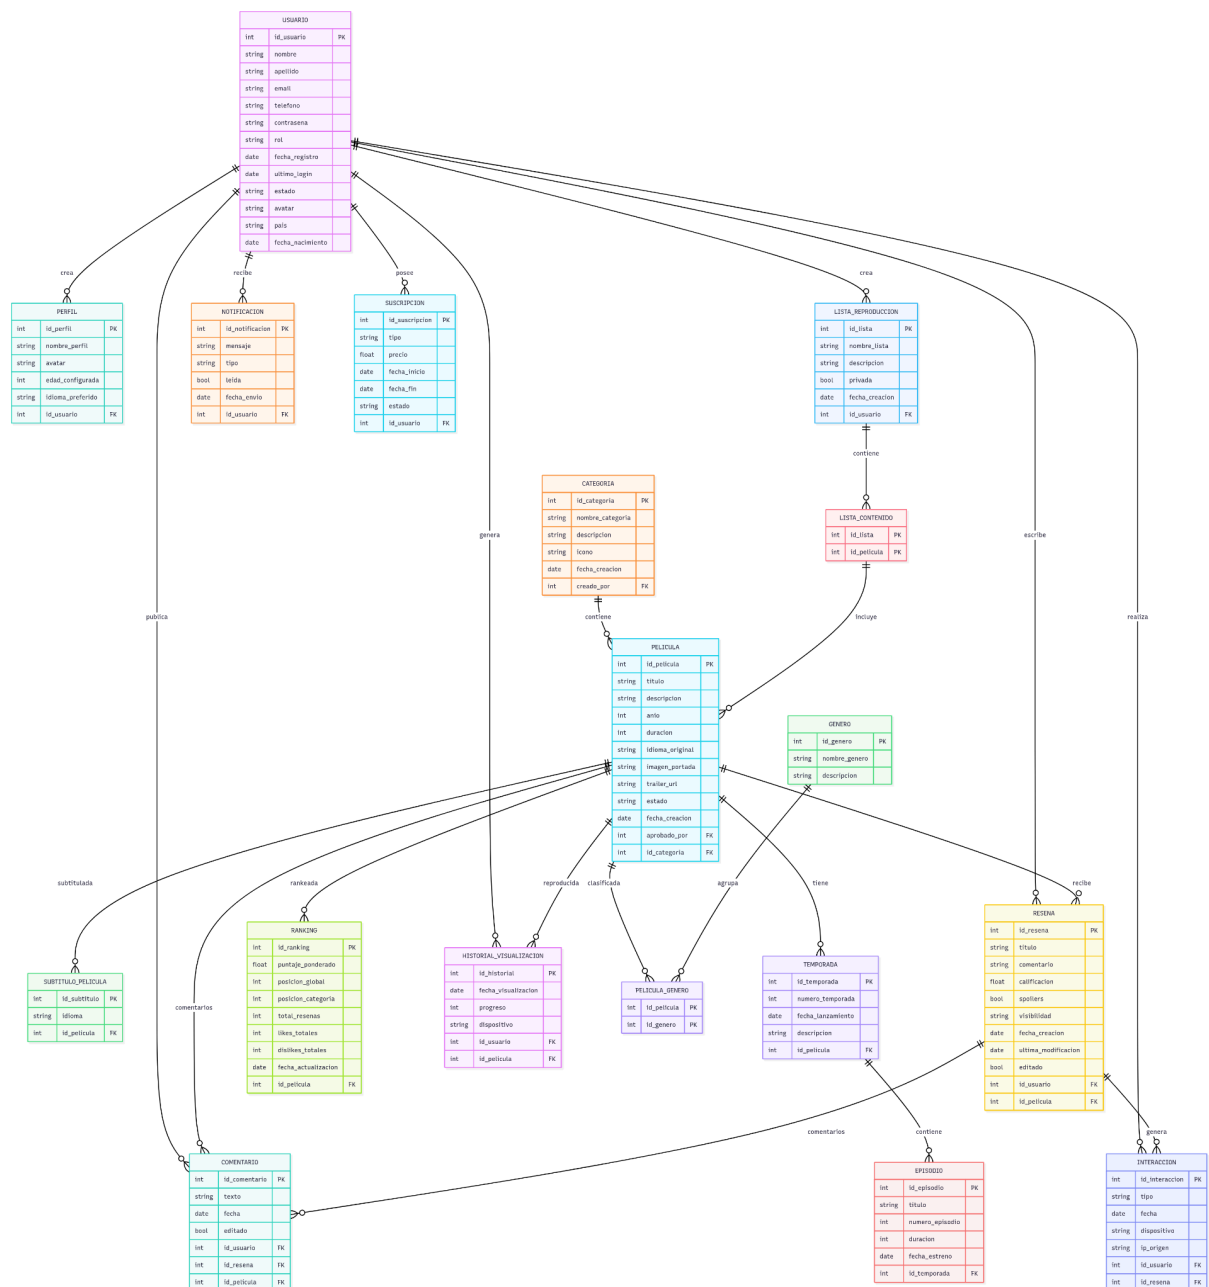 USUARIO
int id_usuario PK
string nombre
string apellido
string email
string telefono
string contrasena
string rol
date fecha_registro
date ultimo_login
string estado
string avatar
string pais
date fecha_nacimiento
crea
recibe
posee
crea
PERFIL
int id_perfil PK
string nombre_perfil
string avatar
int edad_configurada
string idioma_preferido
int id_usuario FK
NOTIFICACION
int id_notificacion PK
string mensaje
string tipo
bool leida
date fecha_envio
int id_usuario FK
SUSCRIPCION
int id_suscripcion PK
string tipo
float precio
date fecha_inicio
date fecha_fin
string estado
int id_usuario FK
LISTA_REPRODUCCION
int id_lista PK
string nombre_lista
string descripcion
bool privada
date fecha_creacion
int id_usuario FK
contiene
CATEGORIA
int id_categoria PK
string nombre_categoria
string descripcion
string icono
date fecha_creacion
int creado_por FK
LISTA_CONTENIDO
int id_lista PK
int id_pelicula PK
genera
escribe
publica
contiene
incluye
realiza
PELICULA
int id_pelicula PK
string titulo
string descripcion
int anio
int duracion
string idioma_original
string imagen_portada
string trailer_url
string estado
date fecha_creacion
int aprobado_por FK
int id_categoria FK
GENERO
int id_genero PK
string nombre_genero
string descripcion
subtitulada
rankeada
reproducida
clasificada
agrupa
tiene
recibe
RANKING
int id_ranking PK
float puntaje_ponderado
int posicion_global
int posicion_categoria
int total_resenas
int likes_totales
int dislikes_totales
date fecha_actualizacion
int id_pelicula FK
RESENA
int id_resena PK
string titulo
string comentario
float calificacion
bool spoilers
string visibilidad
date fecha_creacion
date ultima_modificacion
bool editado
int id_usuario FK
int id_pelicula FK
HISTORIAL_VISUALIZACION
int id_historial PK
date fecha_visualizacion
int progreso
string dispositivo
int id_usuario FK
int id_pelicula FK
TEMPORADA
int id_temporada PK
int numero_temporada
date fecha_lanzamiento
string descripcion
int id_pelicula FK
SUBTITULO_PELICULA
int id_subtitulo PK
string idioma
int id_pelicula FK
PELICULA_GENERO
int id_pelicula PK
int id_genero PK
comentarios
comentarios
contiene
genera
COMENTARIO
int id_comentario PK
string texto
date fecha
bool editado
int id_usuario FK
int id_resena FK
int id_pelicula FK
EPISODIO
int id_episodio PK
string titulo
int numero_episodio
int duracion
date fecha_estreno
int id_temporada FK
INTERACCION
int id_interaccion PK
string tipo
date fecha
string dispositivo
string ip_origen
int id_usuario FK
int id_resena FK